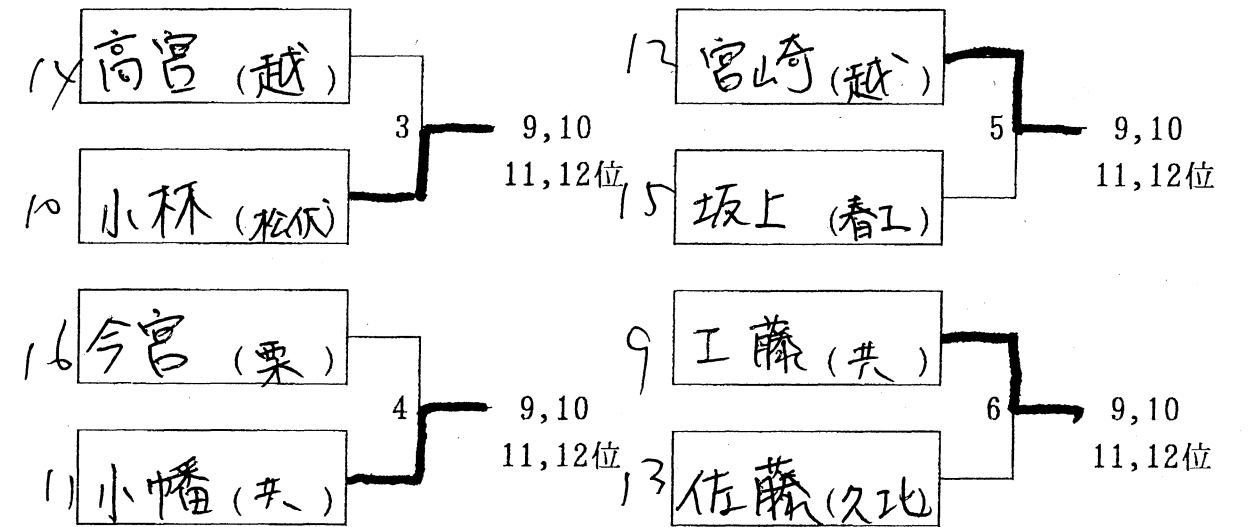 14 高宮 (越)
3 9,10
11,12位
10 小林 (松伏)
12 宮崎 (越)
5 9,10
11,12位
15 坂上 (春工)
16 今宮 (栗)
4 9,10
11,12位
11 小幡 (共)
9 工藤 (共)
6 9,10
11,12位
13 佐藤 (久北)